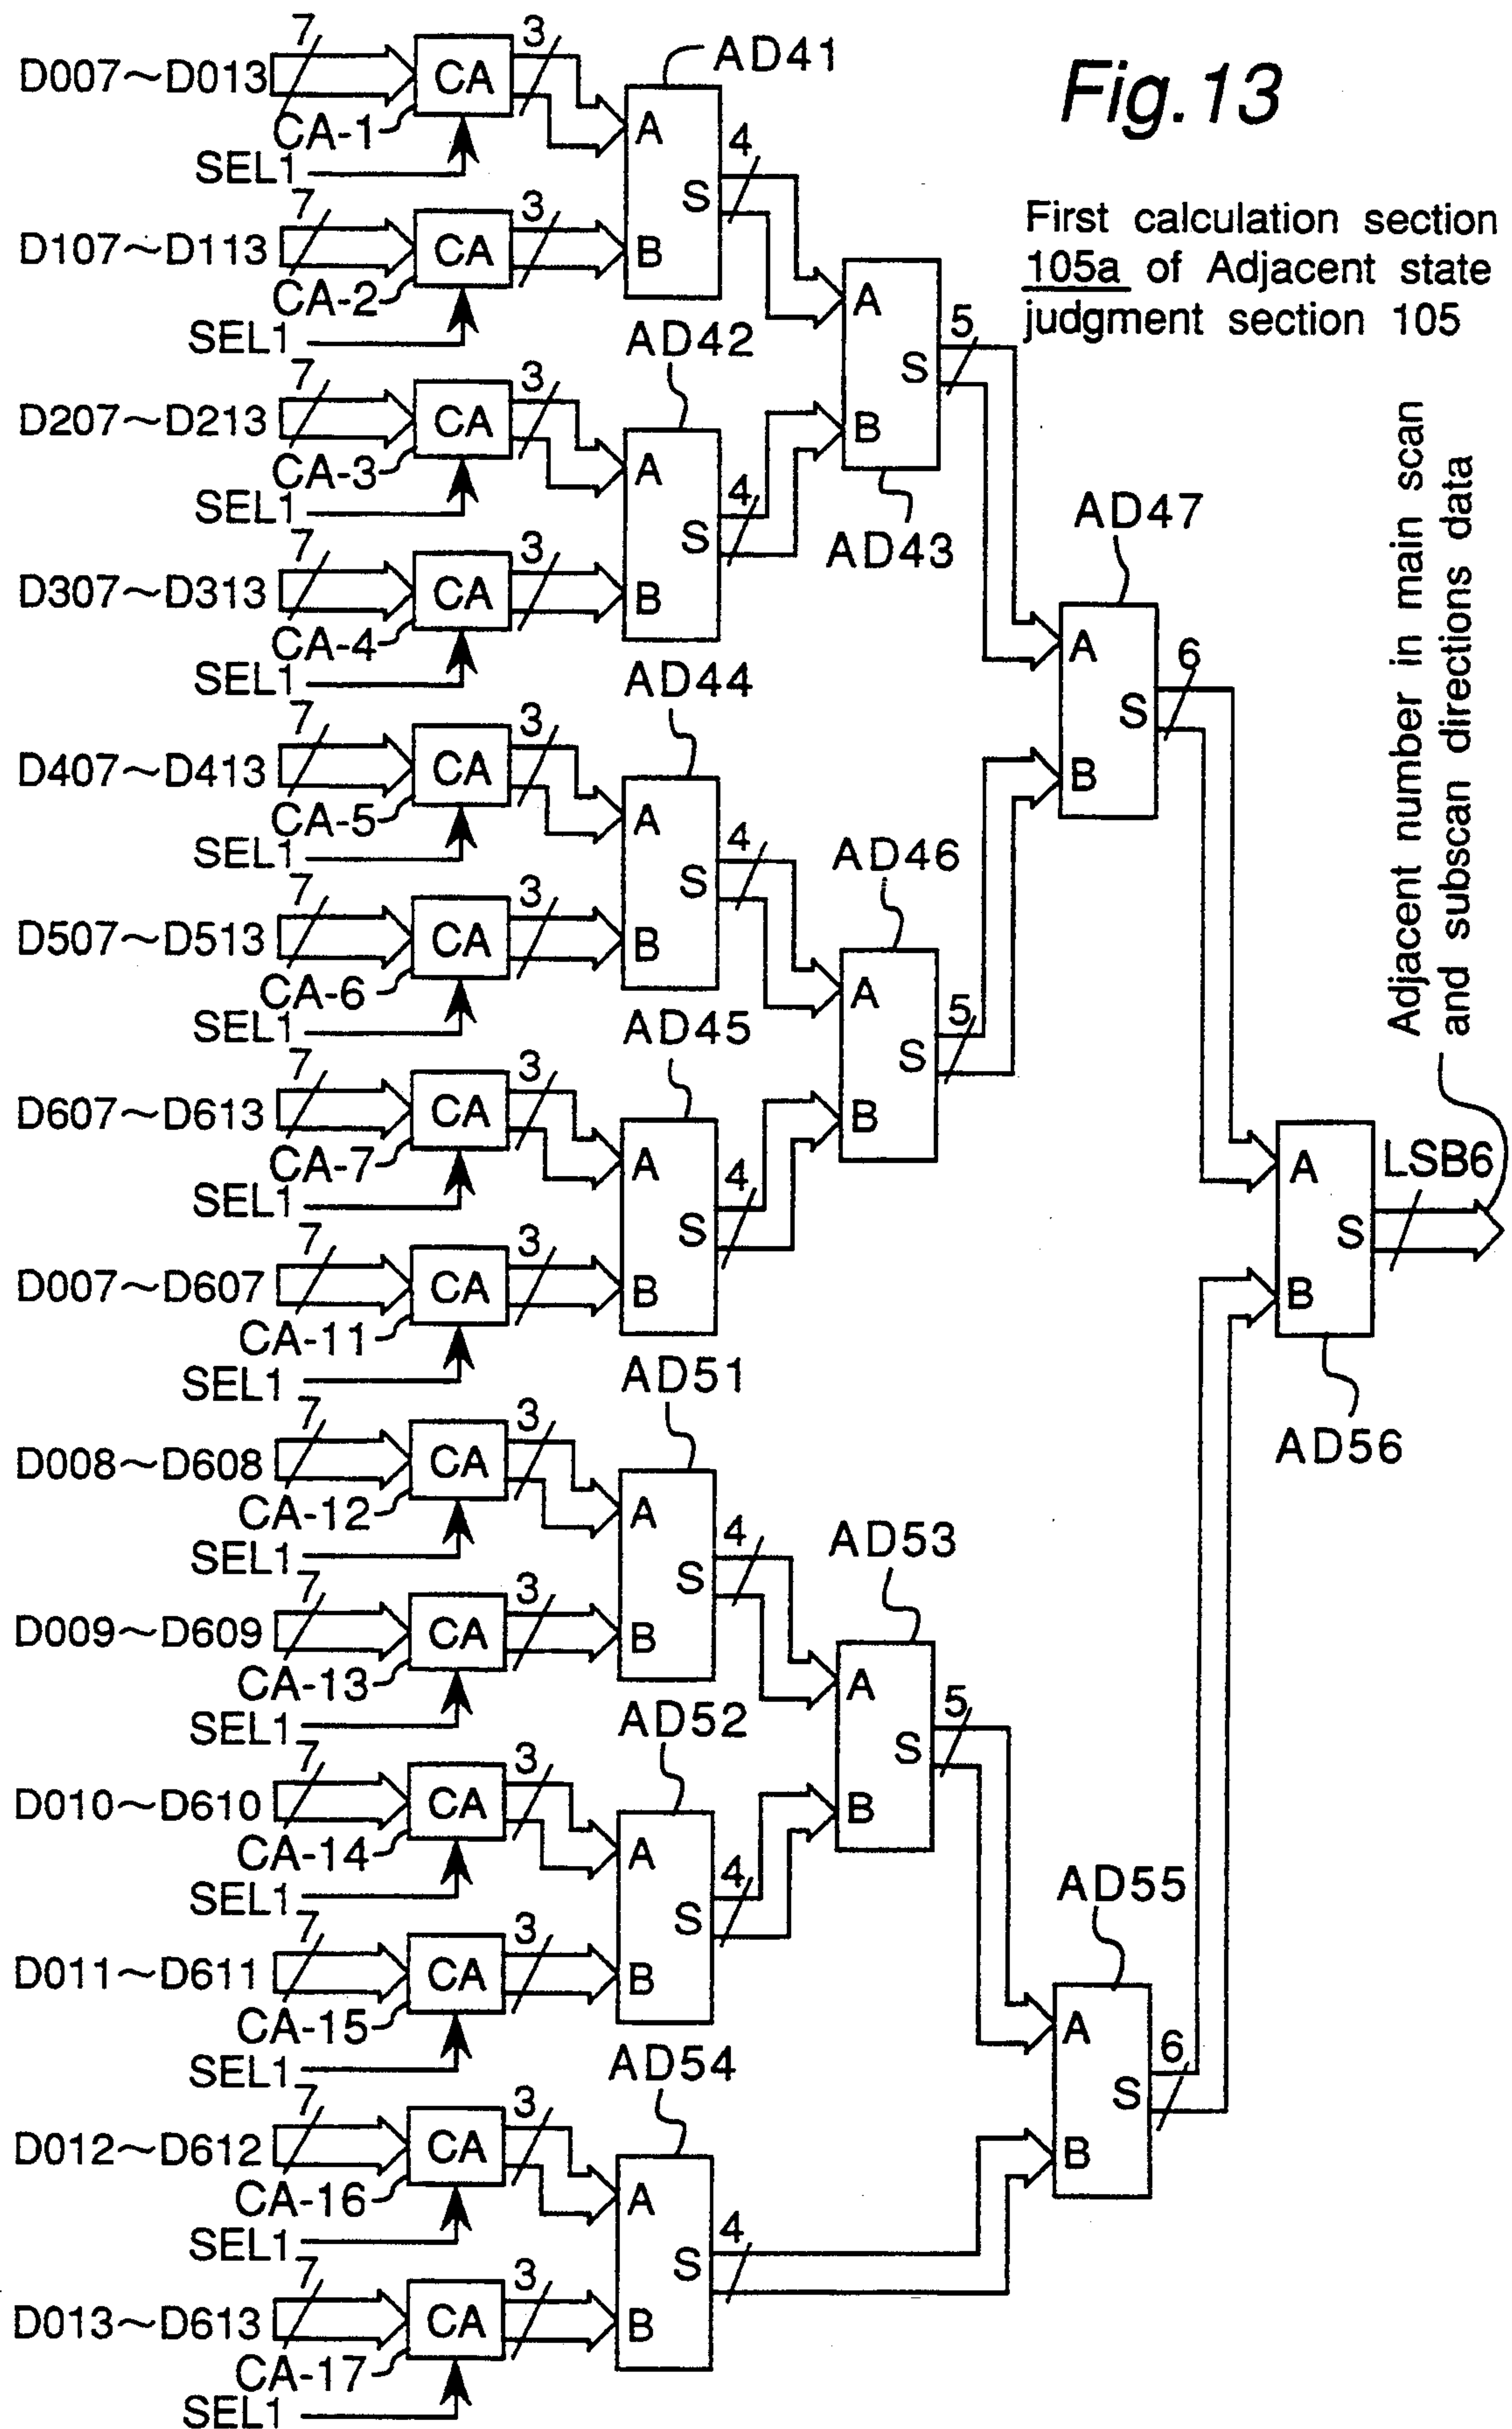 Fig.13
First calculation section
105a of Adjacent state
judgment section 105
D007~D013
7
CA
3
CA-1
SEL1
D107~D113
7
CA
3
CA-2
SEL1
AD41
A
B
S
4
D207~D213
7
CA
3
CA-3
SEL1
D307~D313
7
CA
3
CA-4
SEL1
AD42
A
B
S
4
AD43
A
B
S
5
D407~D413
7
CA
3
CA-5
SEL1
D507~D513
7
CA
3
CA-6
SEL1
AD44
A
B
S
4
D607~D613
7
CA
3
CA-7
SEL1
D007~D607
7
CA
3
CA-11
SEL1
AD45
A
B
S
4
AD46
A
B
S
5
AD47
A
B
S
6
D008~D608
7
CA
3
CA-12
SEL1
D009~D609
7
CA
3
CA-13
SEL1
AD51
A
B
S
4
D010~D610
7
CA
3
CA-14
SEL1
D011~D611
7
CA
3
CA-15
SEL1
AD52
A
B
S
4
AD53
A
B
S
5
D012~D612
7
CA
3
CA-16
SEL1
D013~D613
7
CA
3
CA-17
SEL1
AD54
A
B
S
4
AD55
A
B
S
6
AD56
A
B
S
LSB6
Adjacent number in main scan
and subscan directions data